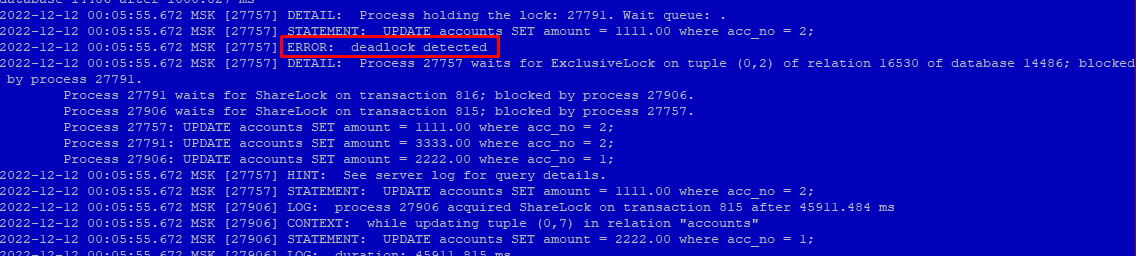 database 14486 after 1000.627 ms
2022-12-12 00:05:55.672 MSK [27757] DETAIL:  Process holding the lock: 27791. Wait queue: .
2022-12-12 00:05:55.672 MSK [27757] STATEMENT:  UPDATE accounts SET amount = 1111.00 where acc_no = 2;
2022-12-12 00:05:55.672 MSK [27757] ERROR:  deadlock detected
2022-12-12 00:05:55.672 MSK [27757] DETAIL:  Process 27757 waits for ExclusiveLock on tuple (0,2) of relation 16530 of database 14486; blocked
by process 27791.
Process 27791 waits for ShareLock on transaction 816; blocked by process 27906.
Process 27906 waits for ShareLock on transaction 815; blocked by process 27757.
Process 27757: UPDATE accounts SET amount = 1111.00 where acc_no = 2;
Process 27791: UPDATE accounts SET amount = 3333.00 where acc_no = 2;
Process 27906: UPDATE accounts SET amount = 2222.00 where acc_no = 1;
2022-12-12 00:05:55.672 MSK [27757] HINT:  See server log for query details.
2022-12-12 00:05:55.672 MSK [27757] STATEMENT:  UPDATE accounts SET amount = 1111.00 where acc_no = 2;
2022-12-12 00:05:55.672 MSK [27906] LOG:  process 27906 acquired ShareLock on transaction 815 after 45911.484 ms
2022-12-12 00:05:55.672 MSK [27906] CONTEXT:  while updating tuple (0,7) in relation "accounts"
2022-12-12 00:05:55.672 MSK [27906] STATEMENT:  UPDATE accounts SET amount = 2222.00 where acc_no = 1;
2022-12-12 00:05:55.672 MSK [27906] LOG:  duration: 45911.815 ms